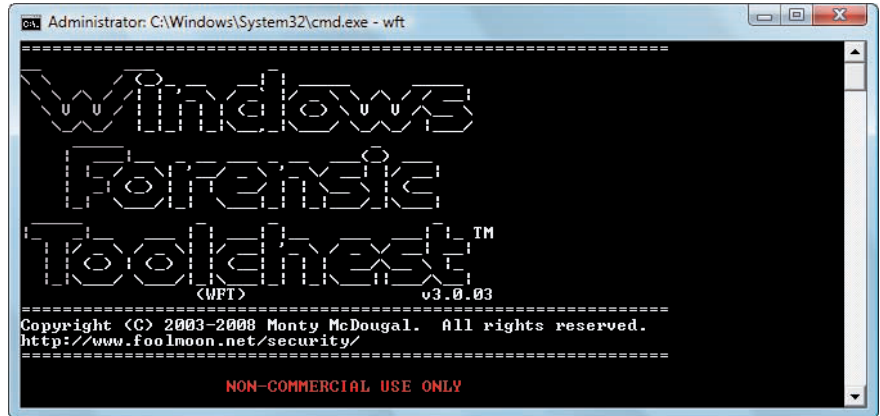 Administrator: C:\Windows\System32\cmd.exe - wft
Windows
Forensic
Toolchest TM
(WFT) v3.0.03
Copyright (C) 2003-2008 Monty McDougal. All rights reserved.
http://www.foolmoon.net/security/
NON-COMMERCIAL USE ONLY